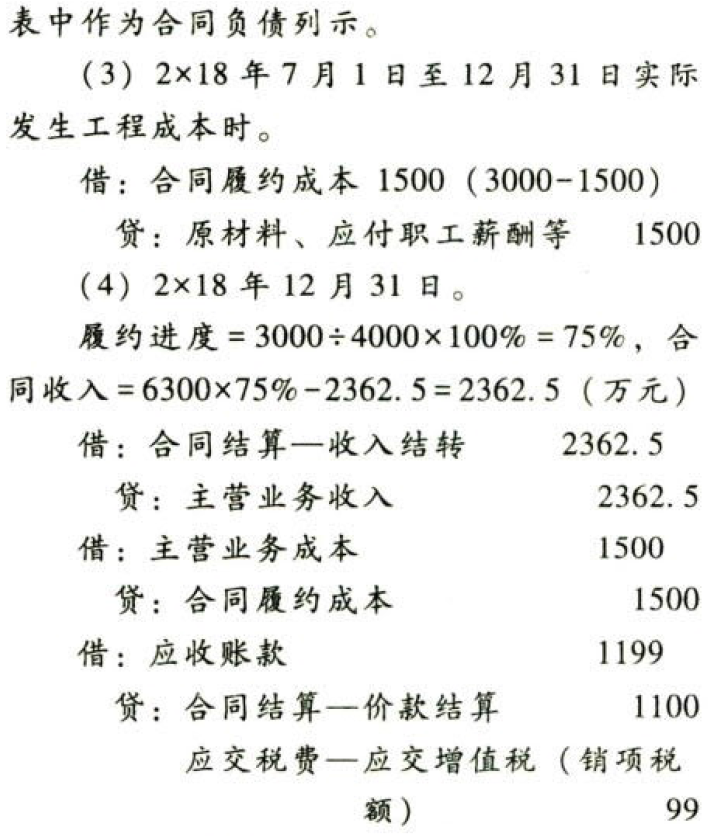 表中作为合同负债列示。
(3) 2×18 年 7 月 1 日至 12 月 31 日实际
发生工程成本时。
借：合同履约成本 1500 (3000-1500)
贷：原材料、应付职工薪酬等 1500
(4) 2×18 年 12 月 31 日。
履约进度=3000÷4000×100%=75%，合
同收入=6300×75%-2362.5=2362.5（万元）
借：合同结算—收入结转 2362.5
贷：主营业务收入 2362.5
借：主营业务成本 1500
贷：合同履约成本 1500
借：应收账款 1199
贷：合同结算—价款结算 1100
应交税费—应交增值税（销项税
额） 99